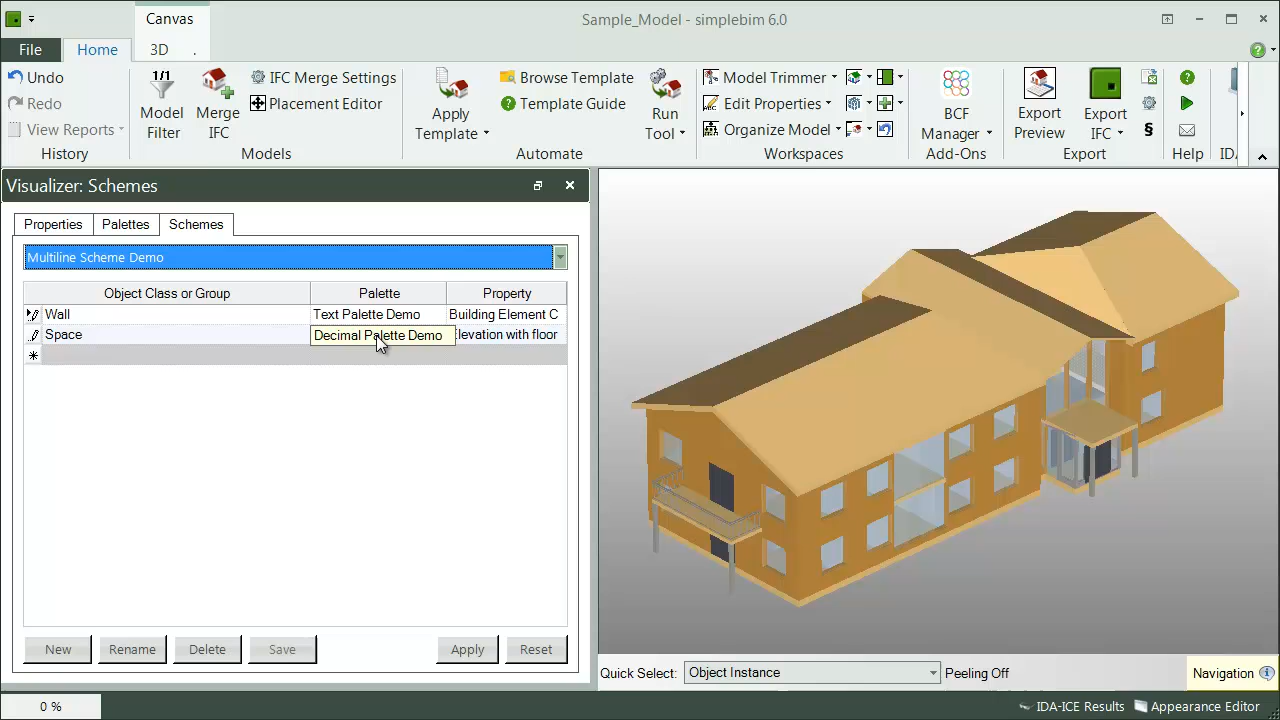 Canvas
Sample_Model - simplebim 6.0
File
Home
3D
.
Undo
Redo
View Reports
History
1/1
Model
Filter
Merge
IFC
IFC Merge Settings
Placement Editor
Models
Apply
Template
Browse Template
Template Guide
Run
Tool
Automate
Model Trimmer
Edit Properties
Organize Model
Workspaces
BCF
Manager
Add-Ons
Export
Preview
Export
IFC
§
Export
Help
IDA
Visualizer: Schemes
Properties
Palettes
Schemes
Multiline Scheme Demo
Object Class or Group
Palette
Property
Wall
Text Palette Demo
Building Element C
Space
Decimal Palette Demo
Elevation with floor
New
Rename
Delete
Save
Apply
Reset
Quick Select:
Object Instance
Peeling Off
Navigation
0 %
IDA-ICE Results
Appearance Editor